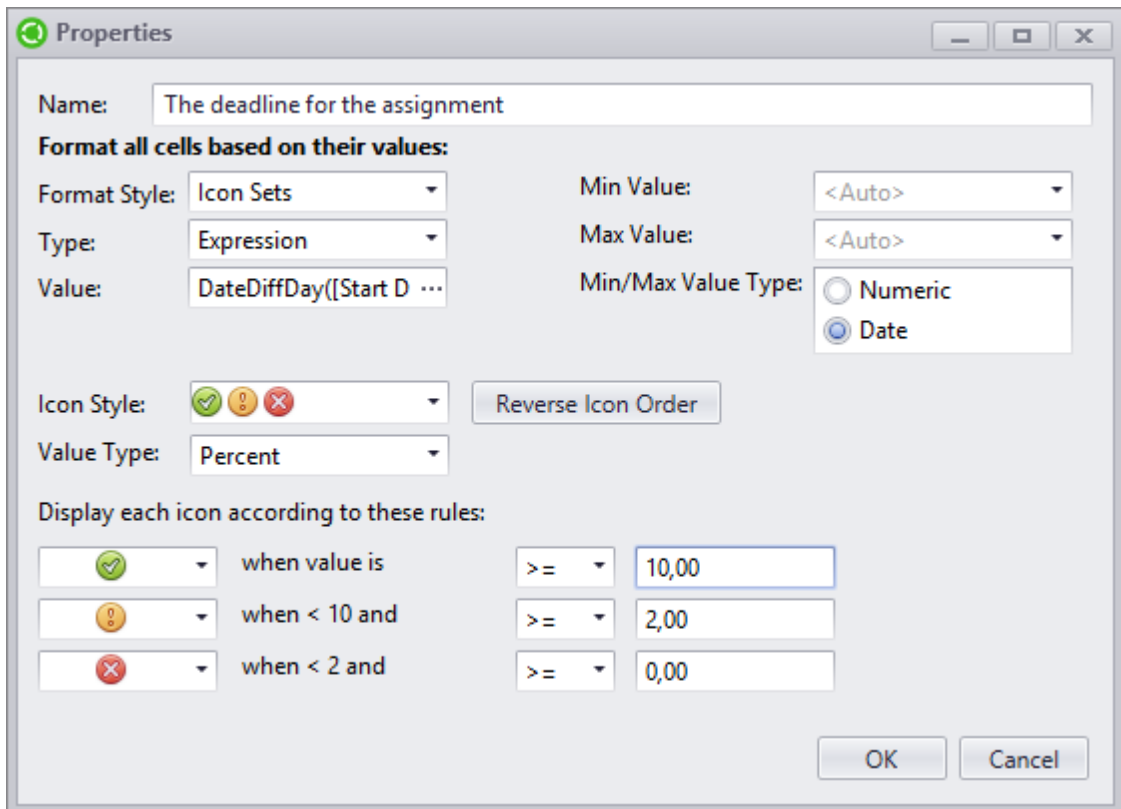 Properties
Name: The deadline for the assignment
Format all cells based on their values:
Format Style: Icon Sets Min Value: <Auto>
Type: Expression Max Value: <Auto>
Value: DateDiffDay([Start D ... Min/Max Value Type: Numeric
Date
Icon Style: Reverse Icon Order
Value Type: Percent
Display each icon according to these rules:
when value is >= 10,00
when < 10 and >= 2,00
when < 2 and >= 0,00
OK Cancel